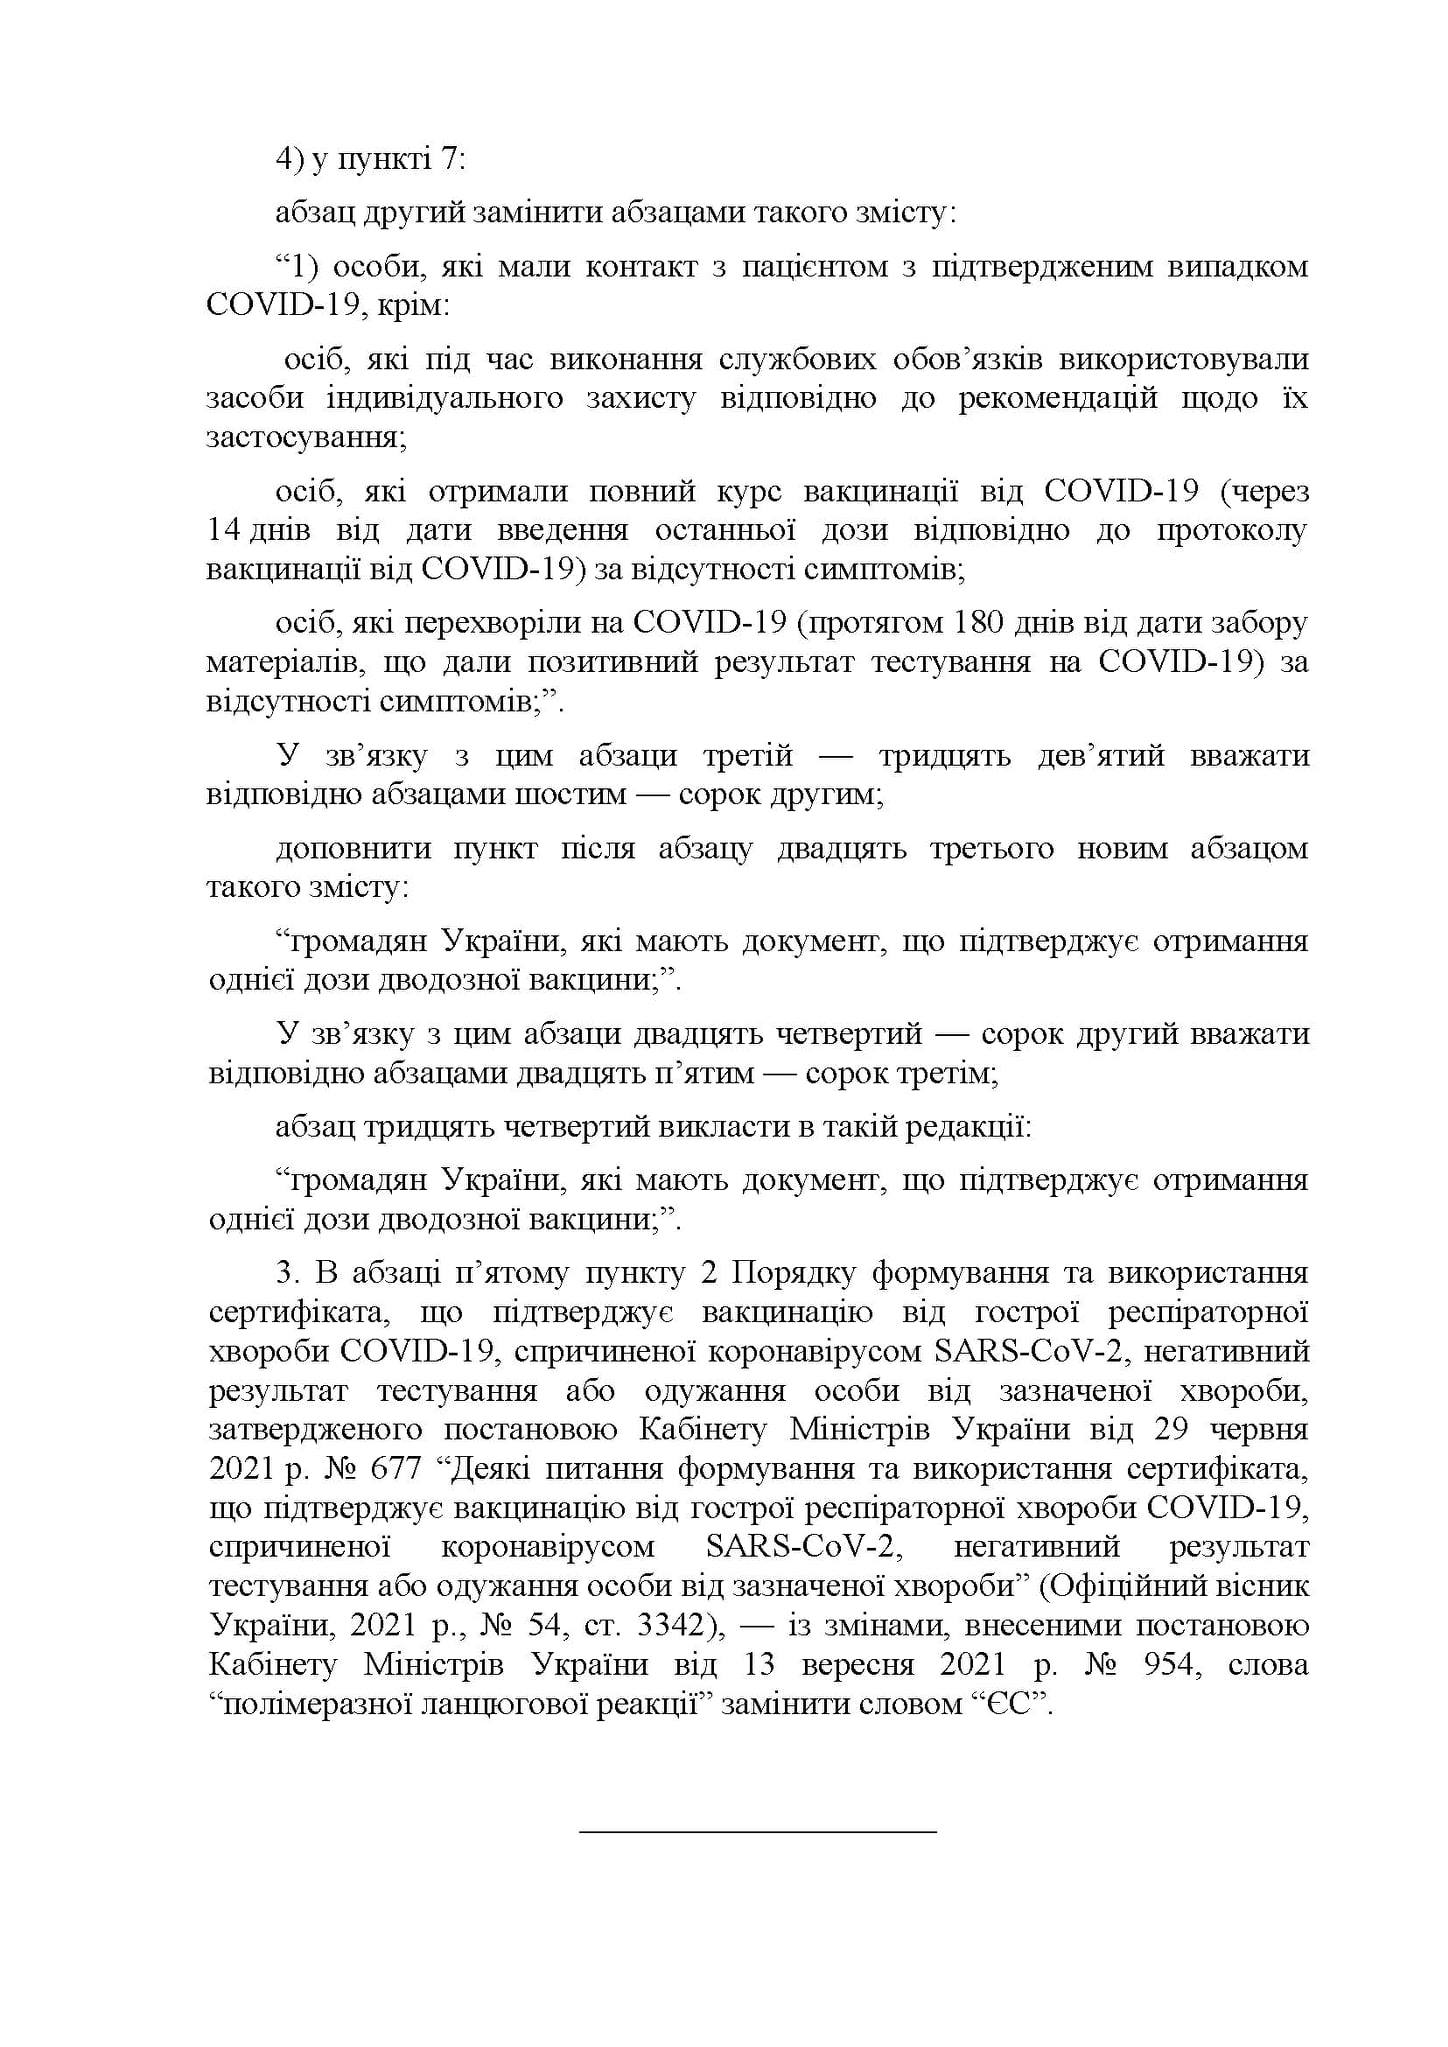 4) у пункті 7:
абзац другий замінити абзацами такого змісту:
“1) особи, які мали контакт з пацієнтом з підтвердженим випадком
COVID-19, крім:
осіб, які під час виконання службових обов’язків використовували
засоби індивідуального захисту відповідно до рекомендацій щодо їх
застосування;
осіб, які отримали повний курс вакцинації від COVID-19 (через
14 днів від дати введення останньої дози відповідно до протоколу
вакцинації від COVID-19) за відсутності симптомів;
осіб, які перехворіли на COVID-19 (протягом 180 днів від дати забору
матеріалів, що дали позитивний результат тестування на COVID-19) за
відсутності симптомів;”.
У зв’язку з цим абзаци третій — тридцять дев’ятий вважати
відповідно абзацами шостим — сорок другим;
доповнити пункт після абзацу двадцять третього новим абзацом
такого змісту:
“громадян України, які мають документ, що підтверджує отримання
однієї дози дводозної вакцини;”.
У зв’язку з цим абзаци двадцять четвертий — сорок другий вважати
відповідно абзацами двадцять п’ятим — сорок третім;
абзац тридцять четвертий викласти в такій редакції:
“громадян України, які мають документ, що підтверджує отримання
однієї дози дводозної вакцини;”.
3. В абзаці п’ятому пункту 2 Порядку формування та використання
сертифіката, що підтверджує вакцинацію від гострої респіраторної
хвороби COVID-19, спричиненої коронавірусом SARS-CoV-2, негативний
результат тестування або одужання особи від зазначеної хвороби,
затвердженого постановою Кабінету Міністрів України від 29 червня
2021 р. № 677 “Деякі питання формування та використання сертифіката,
що підтверджує вакцинацію від гострої респіраторної хвороби COVID-19,
спричиненої коронавірусом SARS-CoV-2, негативний результат
тестування або одужання особи від зазначеної хвороби” (Офіційний вісник
України, 2021 р., № 54, ст. 3342), — із змінами, внесеними постановою
Кабінету Міністрів України від 13 вересня 2021 р. № 954, слова
“полімеразної ланцюгової реакції” замінити словом “ЄС”.